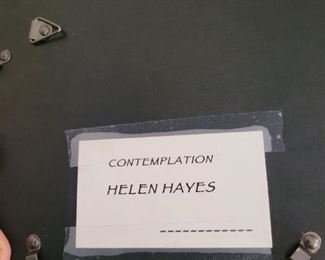 CONTEMPLATION
HELEN HAYES
------------